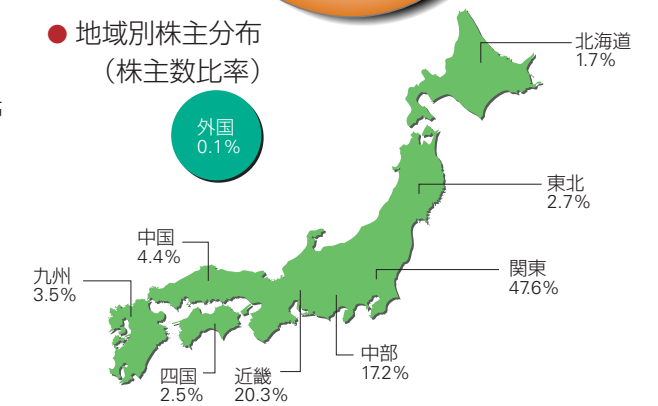 ● 地域別株主分布
（株主数比率）
外国
0.1%
北海道
1.7%
東北
2.7%
関東
47.6%
中部
17.2%
近畿
20.3%
四国
2.5%
中国
4.4%
九州
3.5%